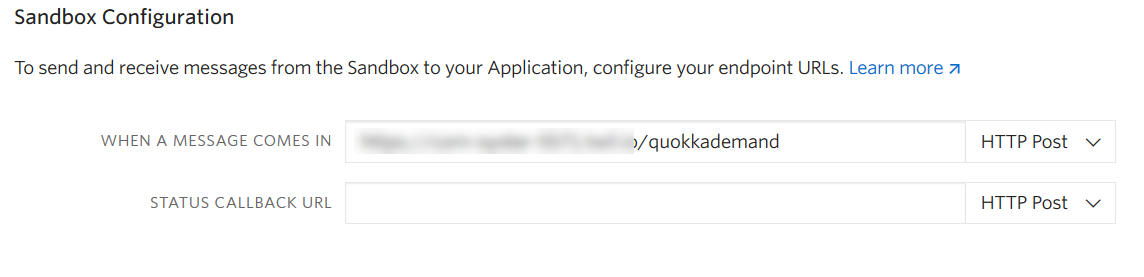 Sandbox Configuration
To send and receive messages from the Sandbox to your Application, configure your endpoint URLs. Learn more
WHEN A MESSAGE COMES IN /quokkademand HTTP Post
STATUS CALLBACK URL HTTP Post